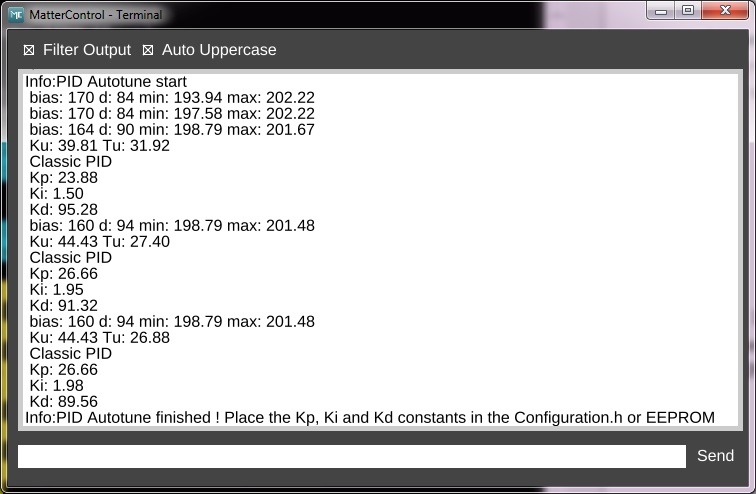 MC MatterControl - Terminal
Filter Output Auto Uppercase
Info:PID Autotune start
bias: 170 d: 84 min: 193.94 max: 202.22
bias: 170 d: 84 min: 197.58 max: 202.22
bias: 164 d: 90 min: 198.79 max: 201.67
Ku: 39.81 Tu: 31.92
Classic PID
Kp: 23.88
Ki: 1.50
Kd: 95.28
bias: 160 d: 94 min: 198.79 max: 201.48
Ku: 44.43 Tu: 27.40
Classic PID
Kp: 26.66
Ki: 1.95
Kd: 91.32
bias: 160 d: 94 min: 198.79 max: 201.48
Ku: 44.43 Tu: 26.88
Classic PID
Kp: 26.66
Ki: 1.98
Kd: 89.56
Info:PID Autotune finished ! Place the Kp, Ki and Kd constants in the Configuration.h or EEPROM
Send